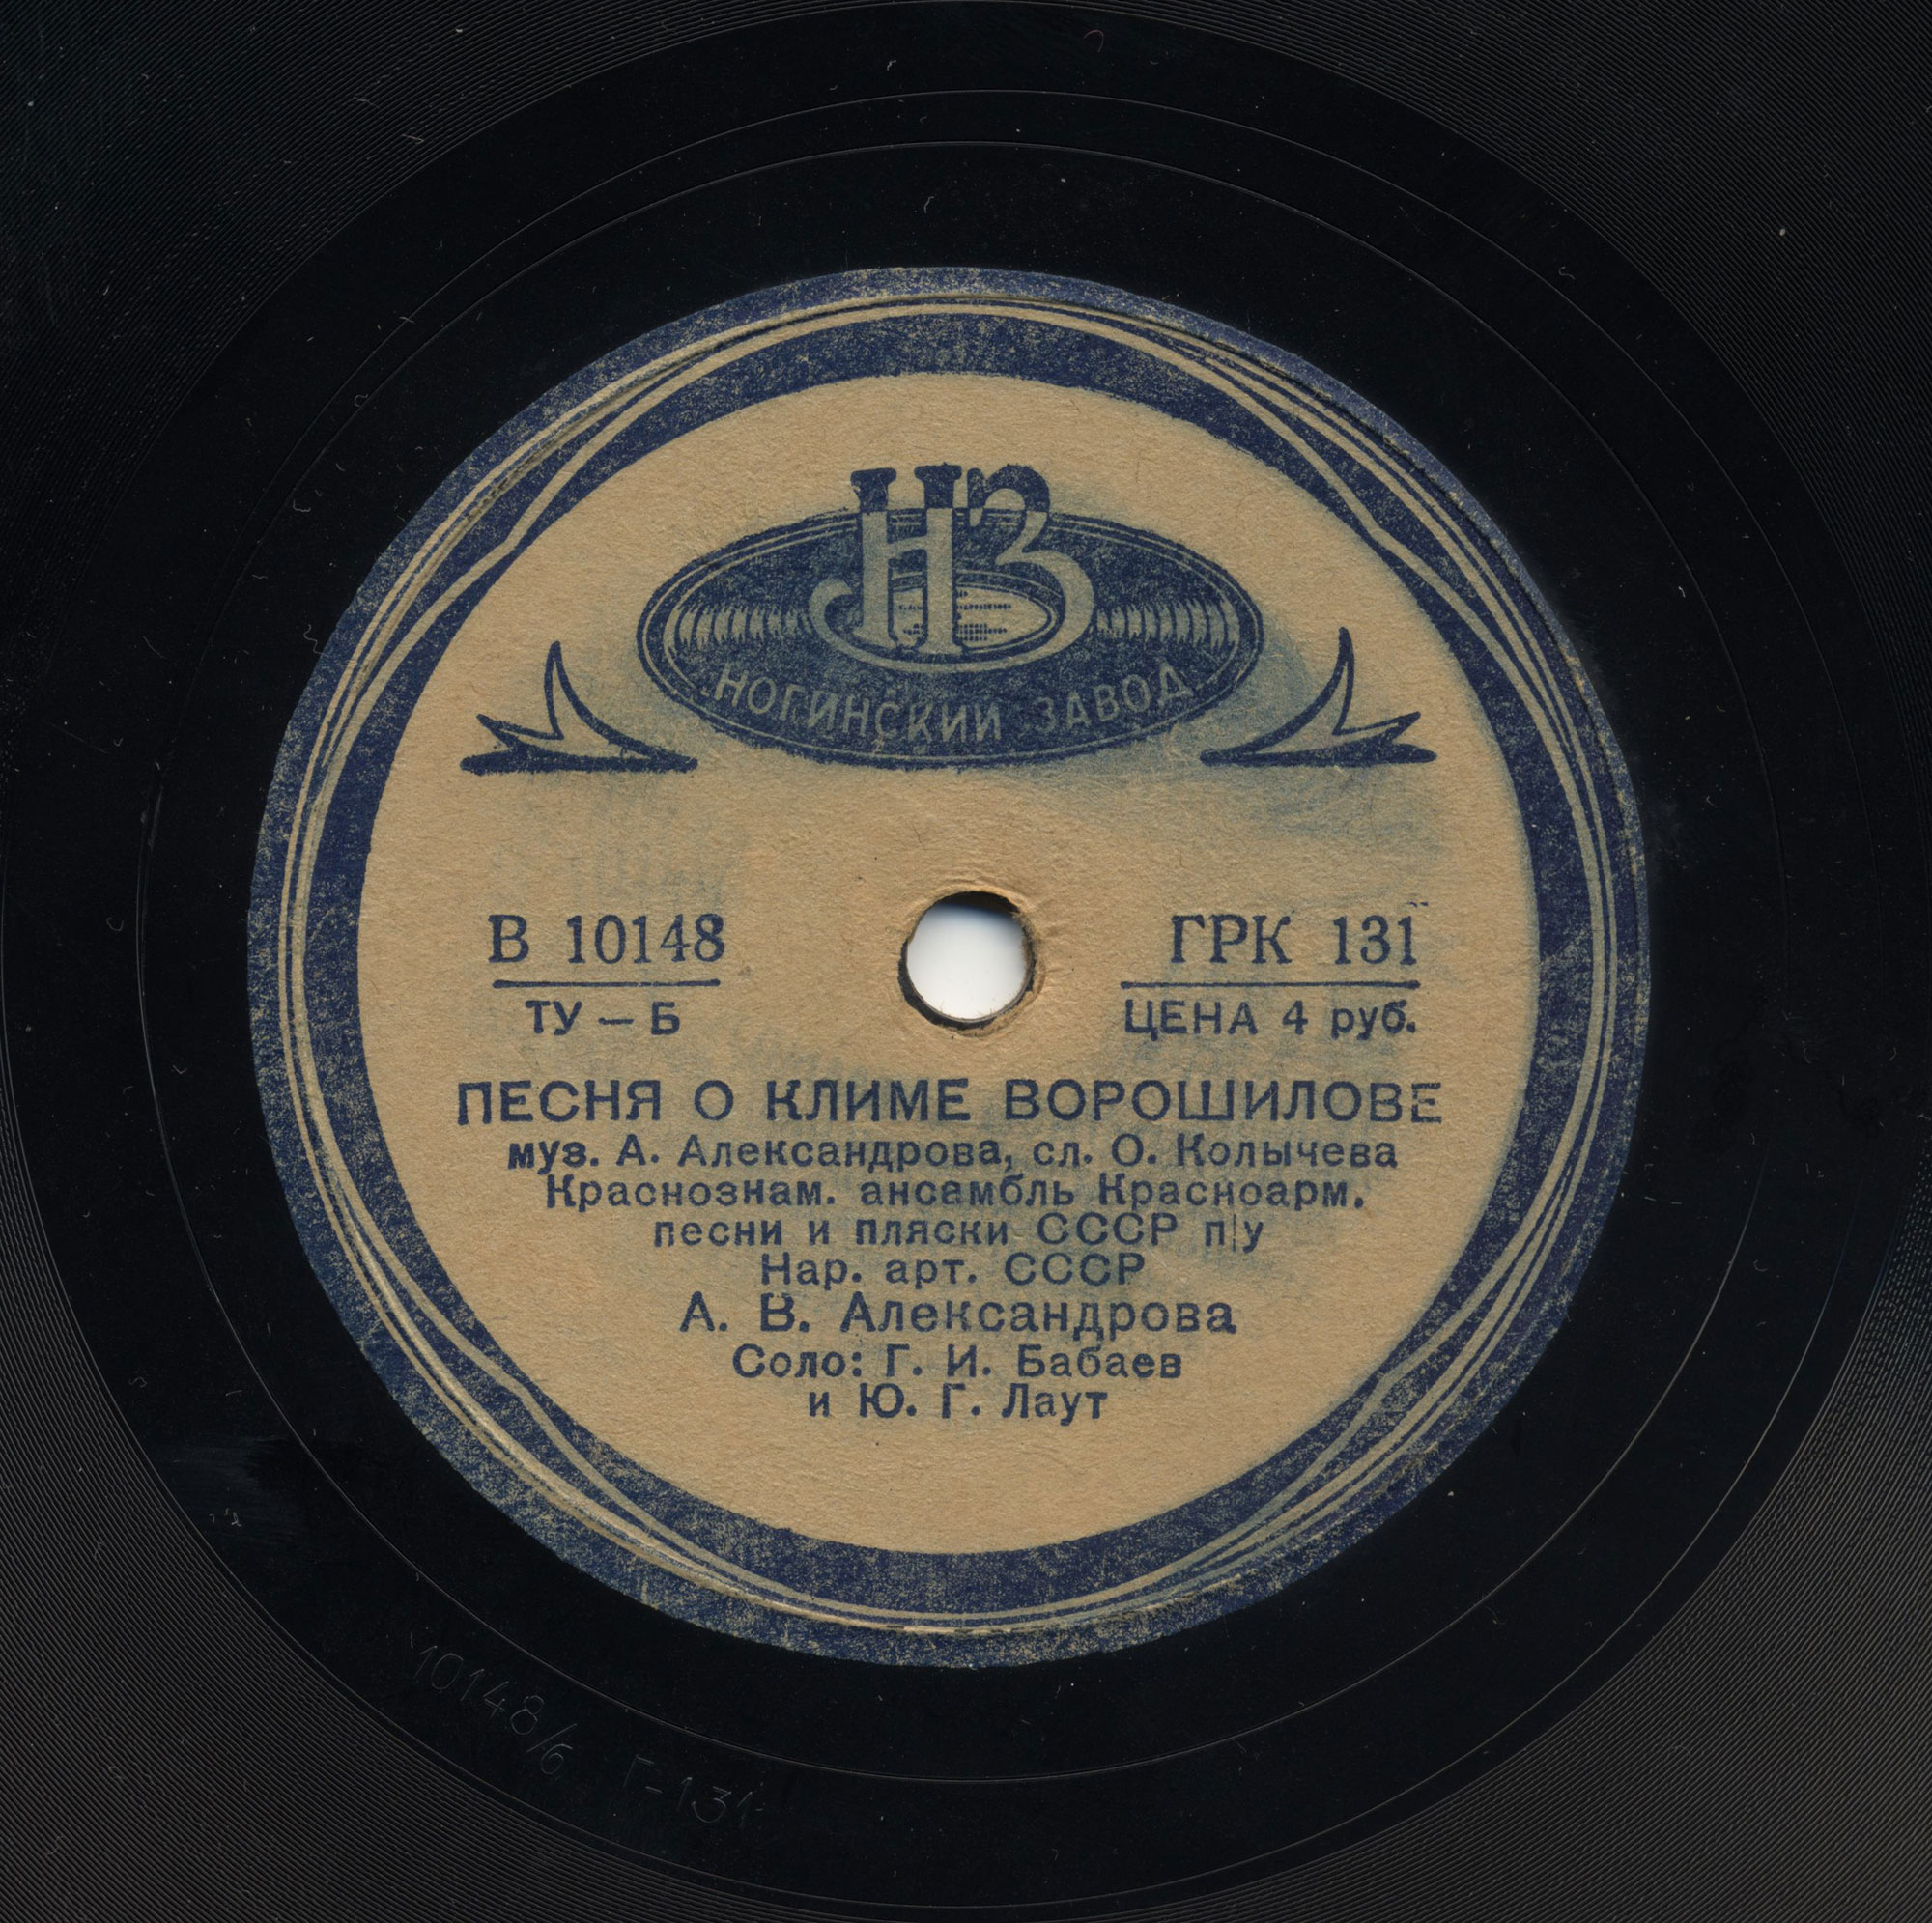 НЗ
НОГИНСКИЙ ЗАВОД
В 10148
ТУ — Б
ГРК 131
ЦЕНА 4 руб.
ПЕСНЯ О КЛИМЕ ВОРОШИЛОВЕ
муз. А. Александрова, сл. О. Колычева
Краснознам. ансамбль Красноарм.
песни и пляски СССР п/у
Нар. арт. СССР
А. В. Александрова
Соло: Г. И. Бабаев
и Ю. Г. Лаут
10148/6 Г-131